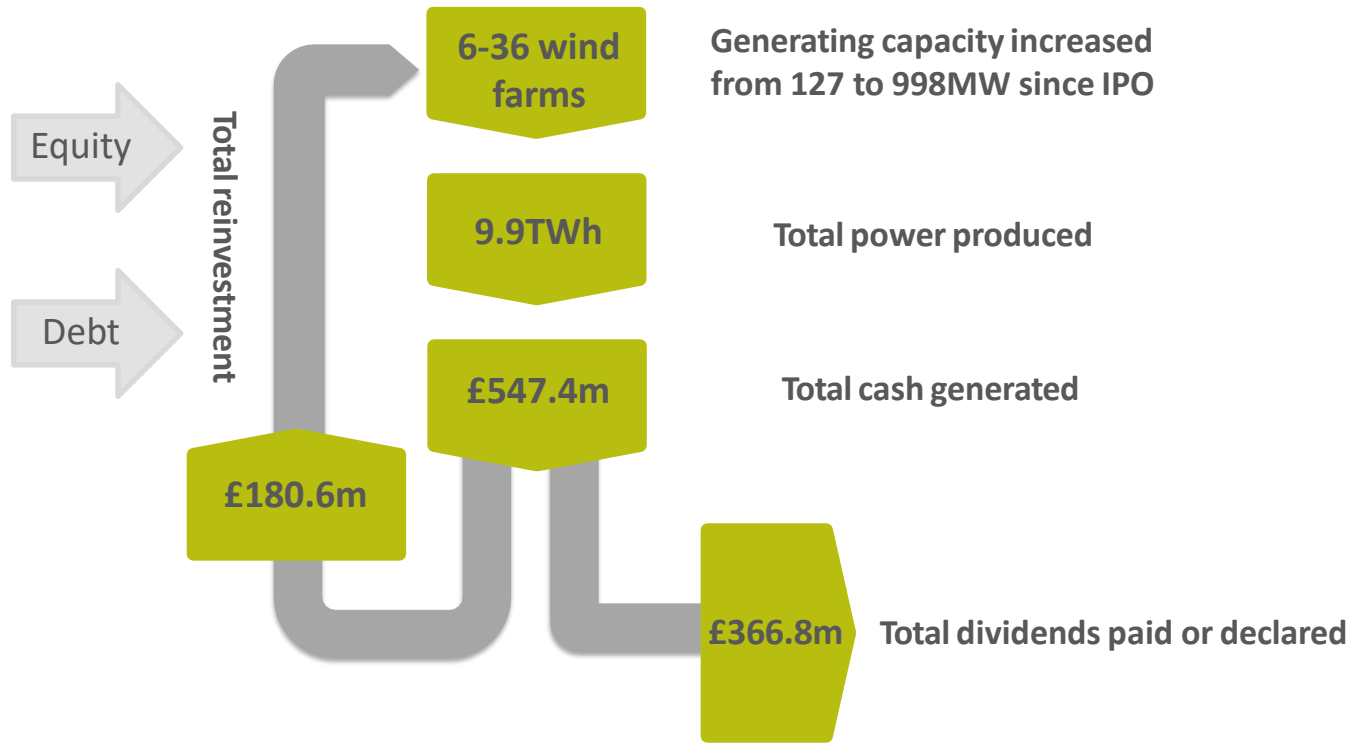 6-36 wind
farms
Generating capacity increased
from 127 to 998MW since IPO
Equity
Total reinvestment
9.9TWh
Total power produced
Debt
£547.4m
Total cash generated
£180.6m
£366.8m
Total dividends paid or declared